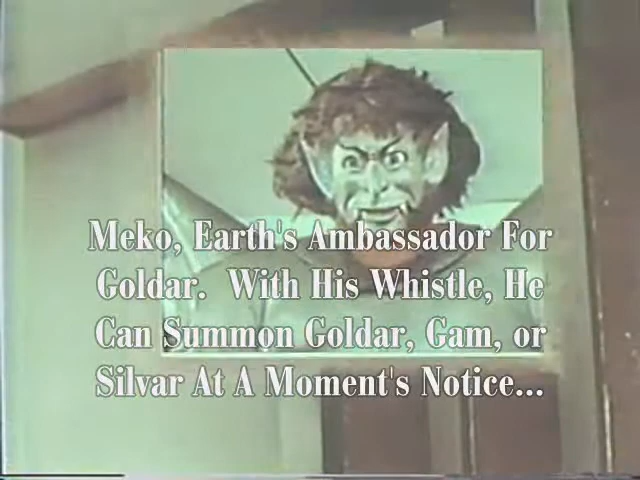 Meko, Earth's Ambassador For
Goldar. With His Whistle, He
Can Summon Goldar, Gam, or
Silvar At A Moment's Notice...